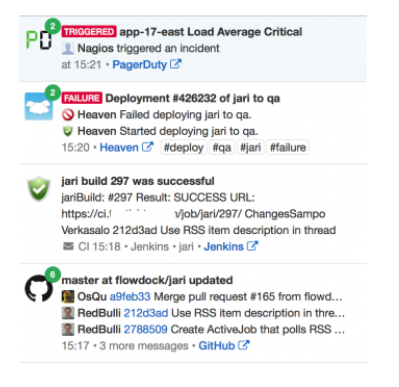 2
PD
TRIGGERED app-17-east Load Average Critical
Nagios triggered an incident
at 15:21 • PagerDuty
2
FAILURE Deployment #426232 of jari to qa
Heaven Failed deploying jari to qa.
Heaven Started deploying jari to qa.
15:20 • Heaven #deploy #qa #jari #failure
jari build 297 was successful
jariBuild: #297 Result: SUCCESS URL:
https://ci. /job/jari/297/ ChangesSampo
Verkasalo 212d3ad Use RSS item description in thread
CI 15:18 • Jenkins • jari • Jenkins
6
master at flowdock/jari updated
OsQu a9feb33 Merge pull request #165 from flowd...
RedBulli 212d3ad Use RSS item description in thre...
RedBulli 2788509 Create ActiveJob that polls RSS ...
15:17 • 3 more messages • GitHub